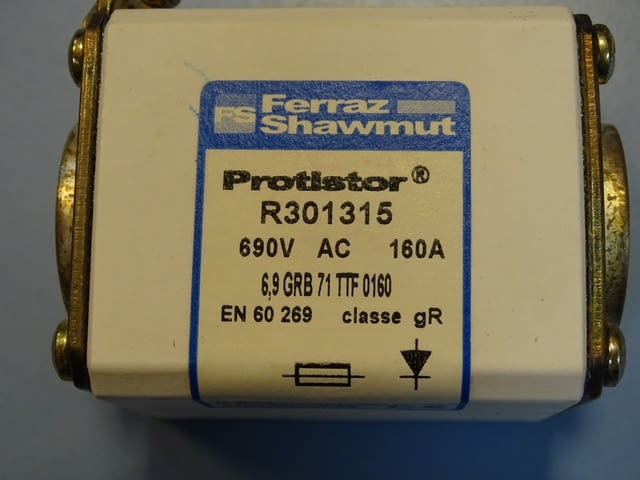 FS Ferraz Shawmut
Protistor®
R301315
690V AC 160A
6,9 GRB 71 TTF 0160
EN 60 269 classe gR